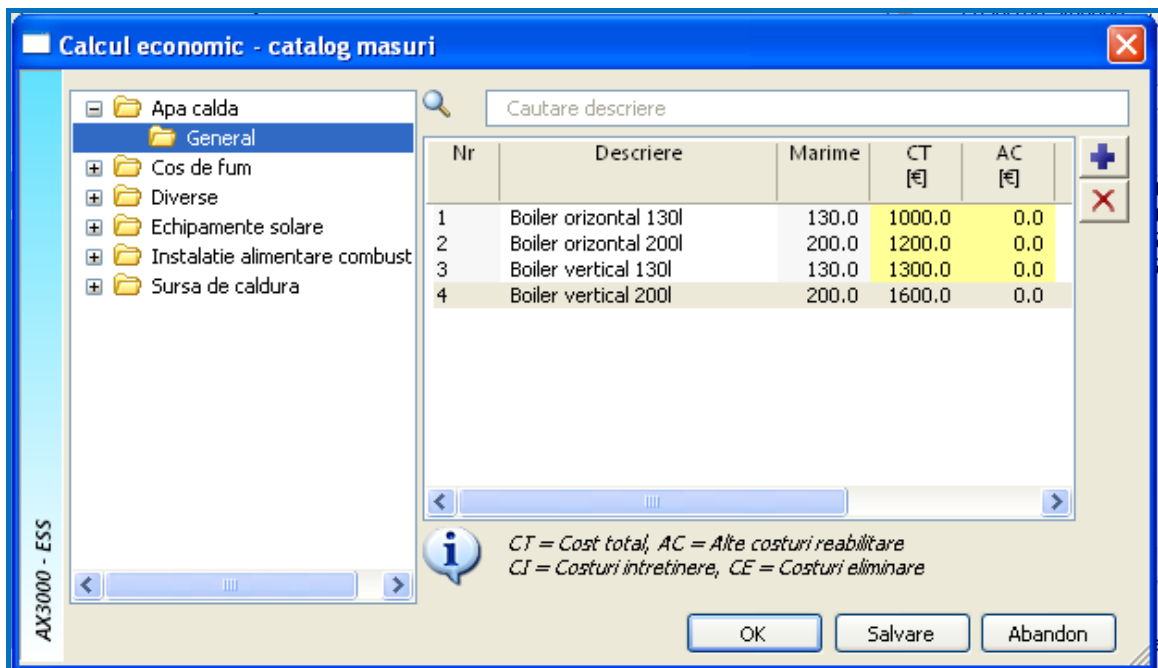 Calcul economic - catalog masuri
Apa calda
General
Cos de fum
Diverse
Echipamente solare
Instalatie alimentare combust
Sursa de caldura
Cautare descriere
Nr Descriere Marime CT [€] AC [€]
1 Boiler orizontal 130l 130.0 1000.0 0.0
2 Boiler orizontal 200l 200.0 1200.0 0.0
3 Boiler vertical 130l 130.0 1300.0 0.0
4 Boiler vertical 200l 200.0 1600.0 0.0
CT = Cost total, AC = Alte costuri reabilitare
CI = Costuri intretinere, CE = Costuri eliminare
AX3000 - ESS
OK Salvare Abandon